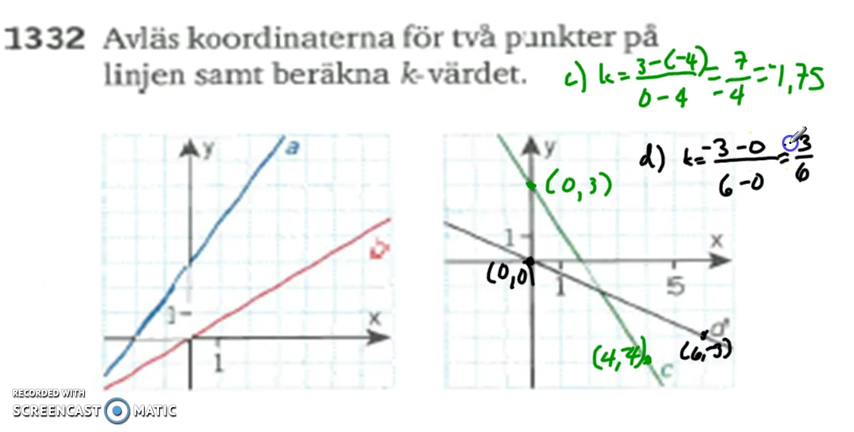 1332 Avläs koordinaterna för två punkter på
linjen samt beräkna k-värdet.
c) k = 3-(-4)/0-4 = 7/-4 = -1,75
d) k = -3-0/6-0 = -3/6
y
a
b
x
1
1
y
(0,3)
1
x
(0,0)
1
5
d
(4,-4)
(6,-3)
c
RECORDED WITH
SCREENCAST MATIC